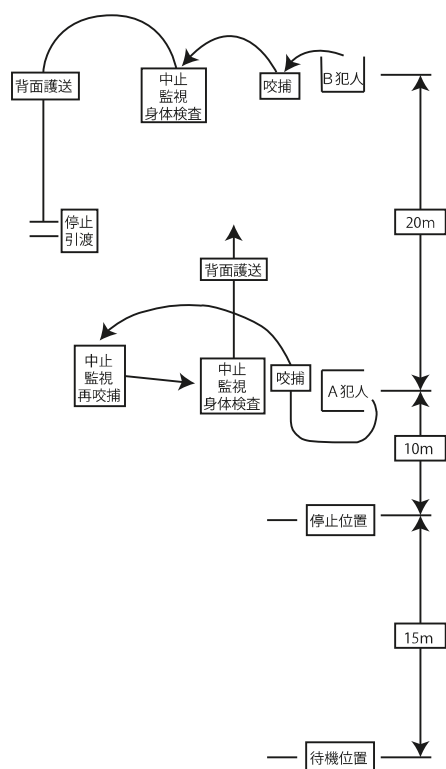 B犯人
咬捕
中止
監視
身体検査
背面護送
停止
引渡
20m
背面護送
中止
監視
再咬捕
中止
監視
身体検査
咬捕
A犯人
10m
停止位置
15m
待機位置